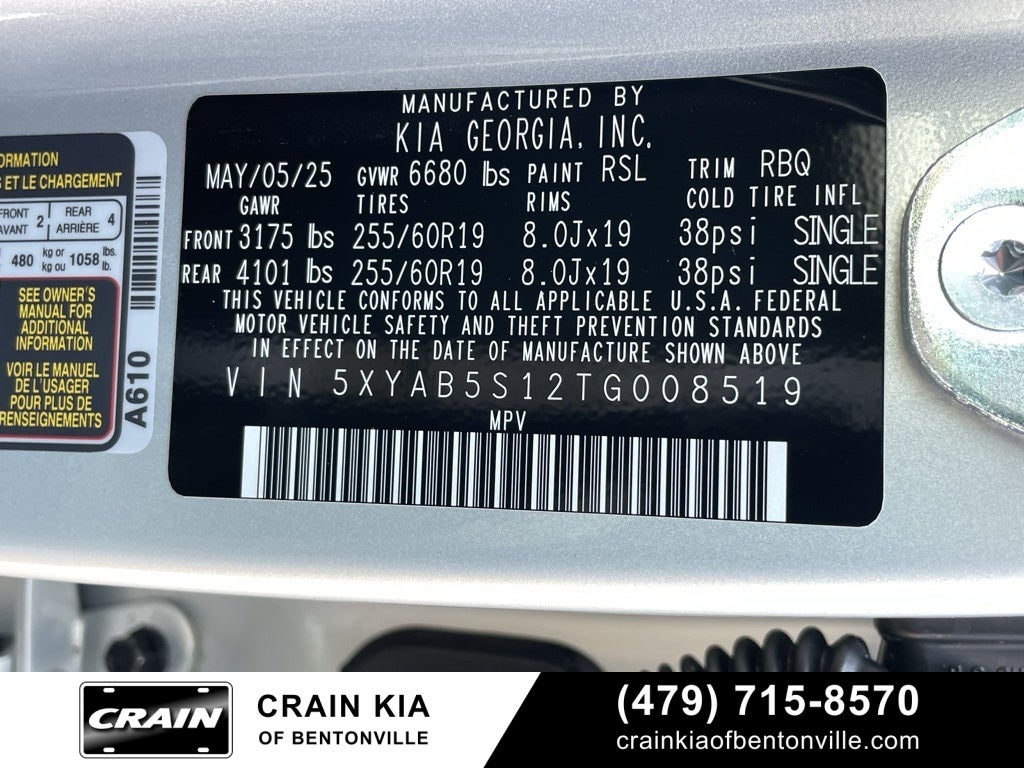 MANUFACTURED BY
KIA GEORGIA, INC.
MAY/05/25 GVWR 6680 lbs PAINT RSL TRIM RBQ
GAWR TIRES RIMS COLD TIRE INFL
FRONT 3175 lbs 255/60R19 8.0Jx19 38psi SINGLE
REAR 4101 lbs 255/60R19 8.0Jx19 38psi SINGLE
THIS VEHICLE CONFORMS TO ALL APPLICABLE U.S.A. FEDERAL
MOTOR VEHICLE SAFETY AND THEFT PREVENTION STANDARDS
IN EFFECT ON THE DATE OF MANUFACTURE SHOWN ABOVE
VIN 5XYAB5S12TG008519
MPV
ORMATION
S ET LE CHARGEMENT
FRONT 2 REAR 4
AVANT ARRIÈRE
480 kg or 1058 lbs.
kg ou lb.
SEE OWNER'S
MANUAL FOR
ADDITIONAL
INFORMATION
VOIR LE MANUEL
DE L'USAGER
POUR PLUS DE
RENSEIGNEMENTS
A610
CRAIN
CRAIN KIA
OF BENTONVILLE
(479) 715-8570
crainkiaofbentonville.com